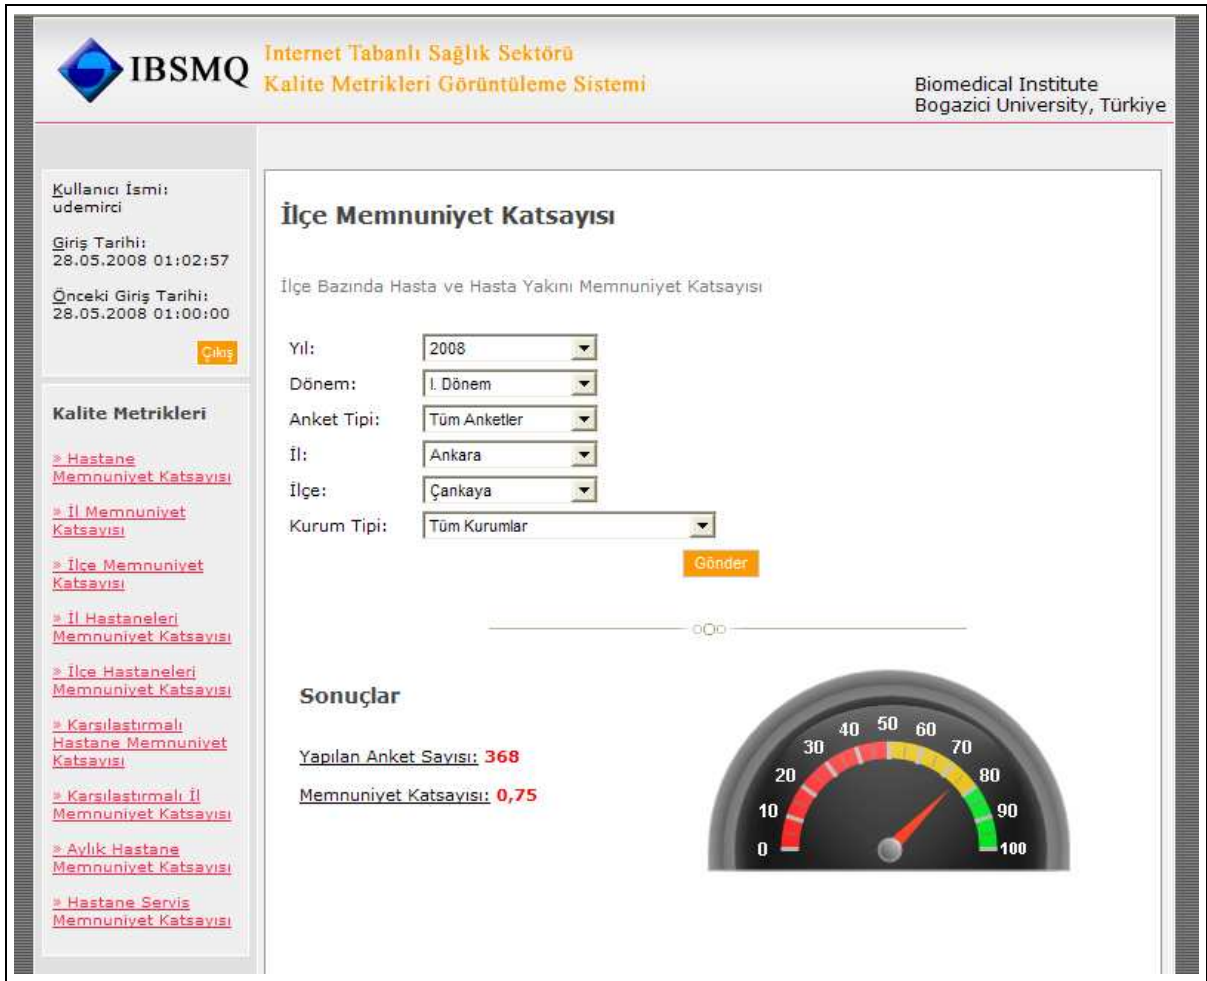 IBSMQ
Internet Tabanlı Sağlık Sektörü
Kalite Metrikleri Görüntüleme Sistemi
Biomedical Institute
Bogazici University, Türkiye
Kullanıcı İsmi:
udemirci
Giriş Tarihi:
28.05.2008 01:02:57
Önceki Giriş Tarihi:
28.05.2008 01:00:00
Çıkış
Kalite Metrikleri
» Hastane
Memnuniyet Katsayısı
» İl Memnuniyet
Katsayısı
» İlçe Memnuniyet
Katsayısı
» İl Hastaneleri
Memnuniyet Katsayısı
» İlçe Hastaneleri
Memnuniyet Katsayısı
» Karşılaştırmalı
Hastane Memnuniyet
Katsayısı
» Karşılaştırmalı İl
Memnuniyet Katsayısı
» Aylık Hastane
Memnuniyet Katsayısı
» Hastane Servis
Memnuniyet Katsayısı
İlçe Memnuniyet Katsayısı
İlçe Bazında Hasta ve Hasta Yakını Memnuniyet Katsayısı
Yıl: 2008
Dönem: I. Dönem
Anket Tipi: Tüm Anketler
İl: Ankara
İlçe: Çankaya
Kurum Tipi: Tüm Kurumlar
Gönder
Sonuçlar
Yapılan Anket Sayısı: 368
Memnuniyet Katsayısı: 0,75
0
10
20
30
40
50
60
70
80
90
100